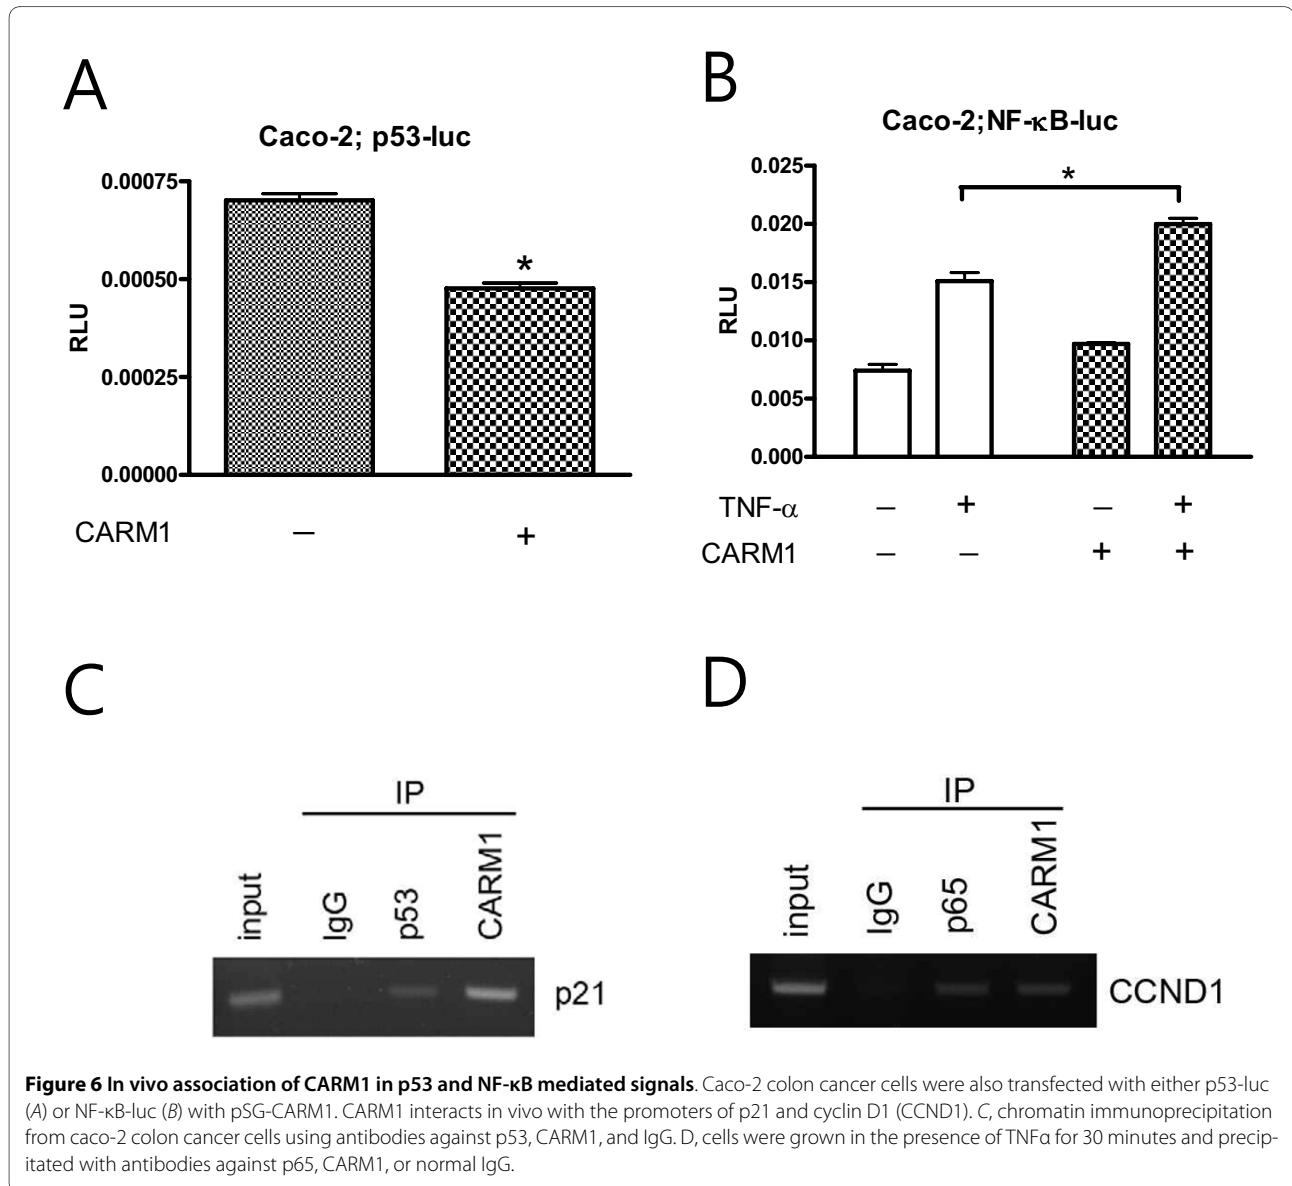 A
Caco-2; p53-luc
0.00075
0.00050
0.00025
0.00000
RLU
*
CARM1 – +
B
Caco-2;NF-κB-luc
0.025
0.020
0.015
0.010
0.005
0.000
RLU
*
TNF-α – + – +
CARM1 – – + +
C
IP
input IgG p53 CARM1
p21
D
IP
input IgG p65 CARM1
CCND1
Figure 6 In vivo association of CARM1 in p53 and NF-κB mediated signals. Caco-2 colon cancer cells were also transfected with either p53-luc
(A) or NF-κB-luc (B) with pSG-CARM1. CARM1 interacts in vivo with the promoters of p21 and cyclin D1 (CCND1). C, chromatin immunoprecipitation
from caco-2 colon cancer cells using antibodies against p53, CARM1, and IgG. D, cells were grown in the presence of TNFα for 30 minutes and precip-
itated with antibodies against p65, CARM1, or normal IgG.